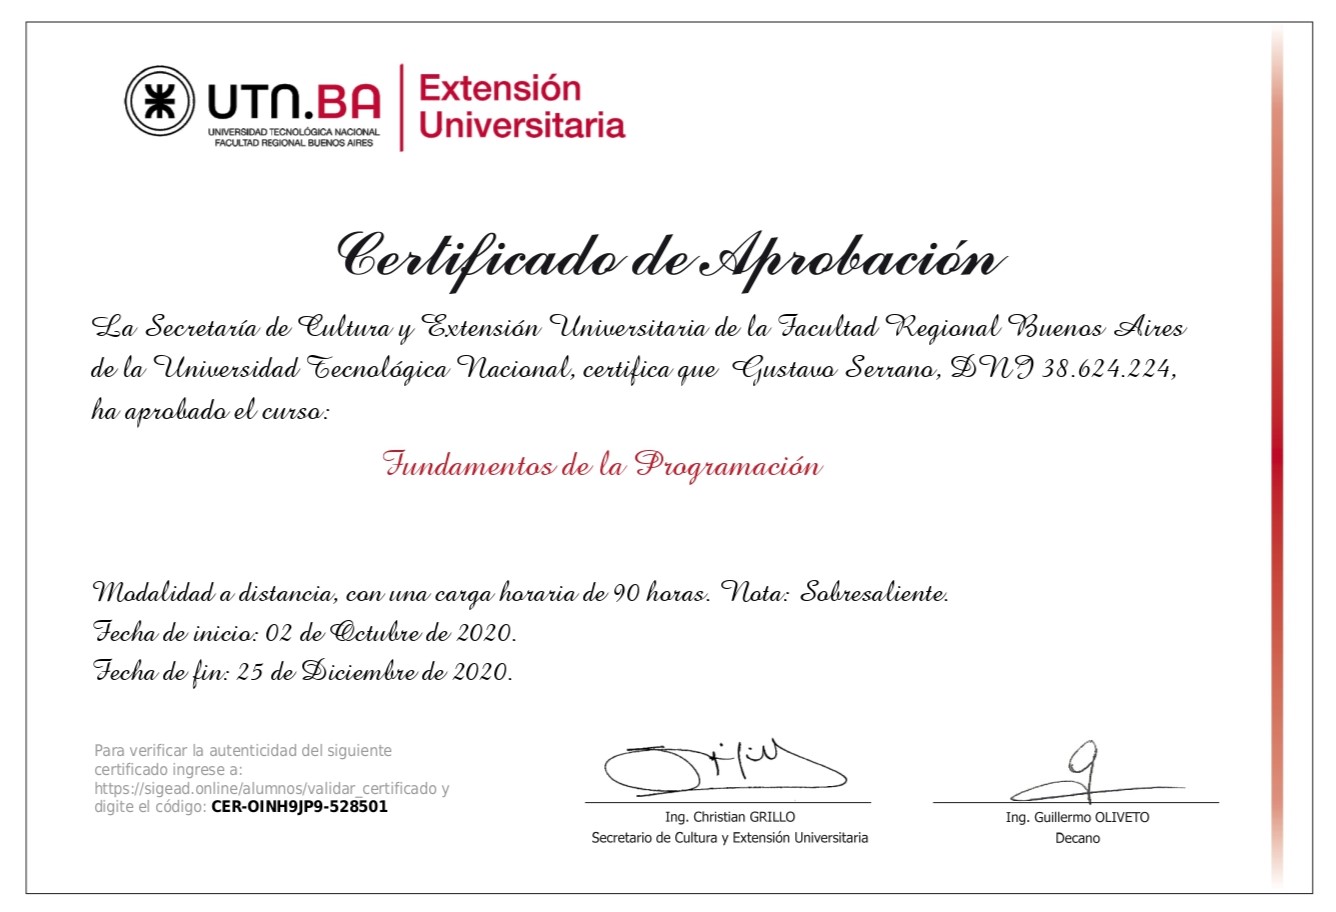 UTN.BA
UNIVERSIDAD TECNOLÓGICA NACIONAL
FACULTAD REGIONAL BUENOS AIRES
Extensión
Universitaria
Certificado de Aprobación
La Secretaría de Cultura y Extensión Universitaria de la Facultad Regional Buenos Aires
de la Universidad Tecnológica Nacional, certifica que Gustavo Serrano, DNI 38.624.224,
ha aprobado el curso:
Fundamentos de la Programación
Modalidad a distancia, con una carga horaria de 90 horas. Nota: Sobresaliente.
Fecha de inicio: 02 de Octubre de 2020.
Fecha de fin: 25 de Diciembre de 2020.
Para verificar la autenticidad del siguiente
certificado ingrese a:
https://sigead.online/alumnos/validar_certificado y
digite el código: CER-OINH9JP9-528501
Ing. Christian GRILLO
Secretario de Cultura y Extensión Universitaria
Ing. Guillermo OLIVETO
Decano